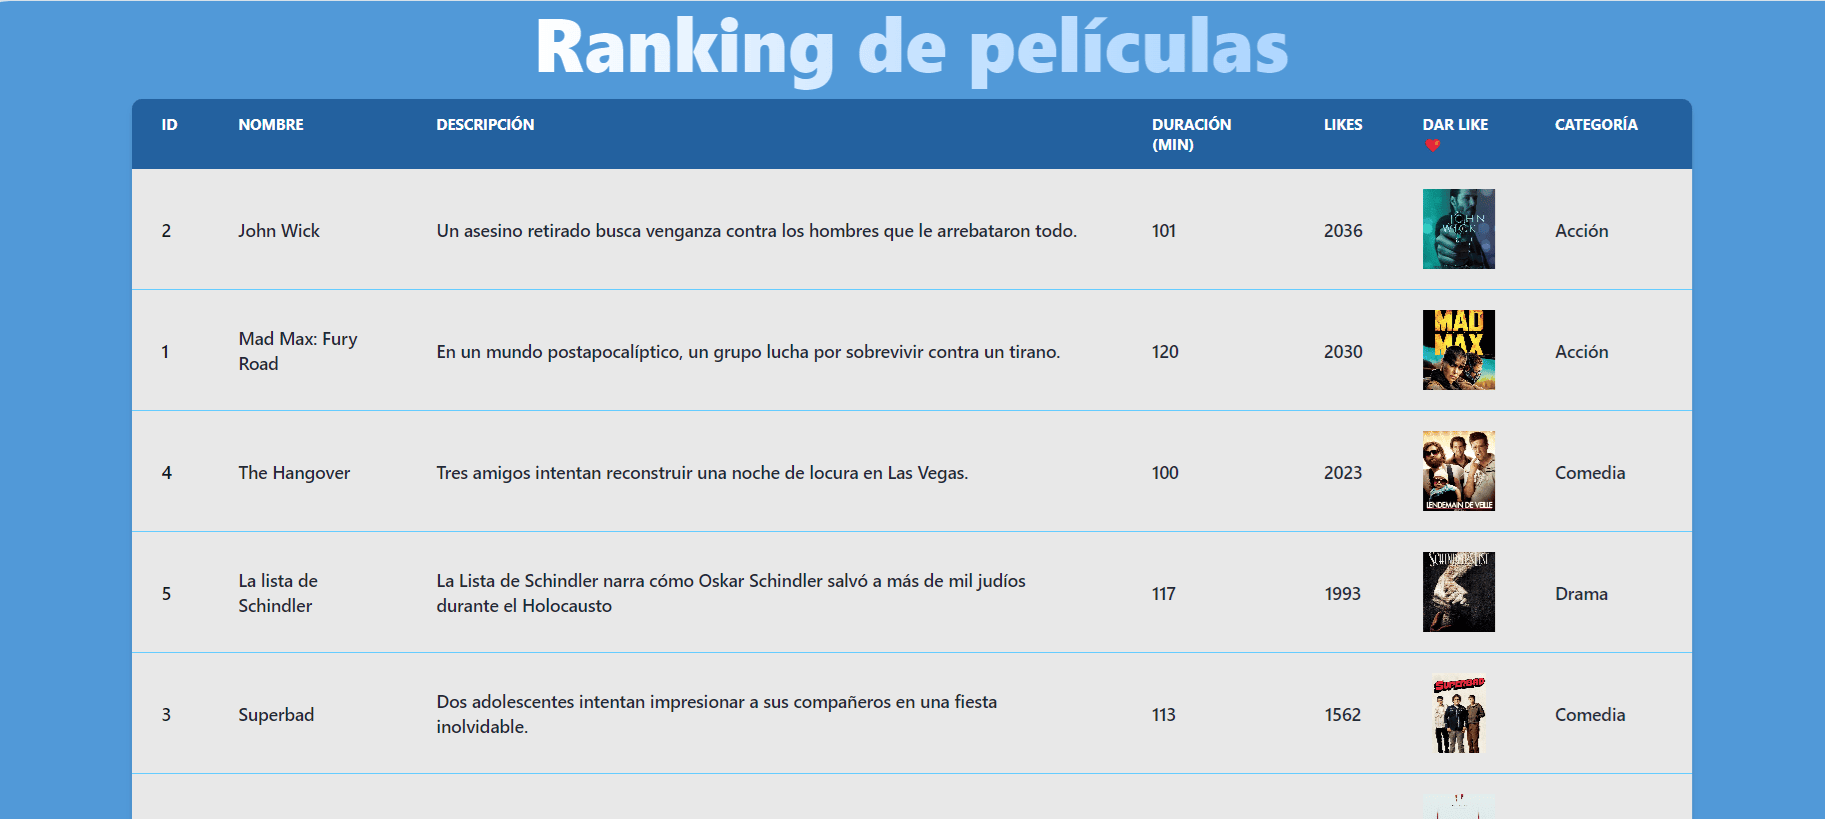 Ranking de películas
ID NOMBRE DESCRIPCIÓN DURACIÓN (MIN) LIKES DAR LIKE CATEGORÍA
2 John Wick Un asesino retirado busca venganza contra los hombres que le arrebataron todo. 101 2036 JOHN WICK Acción
1 Mad Max: Fury Road En un mundo postapocalíptico, un grupo lucha por sobrevivir contra un tirano. 120 2030 MAD MAX Acción
4 The Hangover Tres amigos intentan reconstruir una noche de locura en Las Vegas. 100 2023 LENDEMAIN DE VEILLE Comedia
5 La lista de Schindler La Lista de Schindler narra cómo Oskar Schindler salvó a más de mil judíos durante el Holocausto 117 1993 Drama
3 Superbad Dos adolescentes intentan impresionar a sus compañeros en una fiesta inolvidable. 113 1562 SUPERBAD Comedia